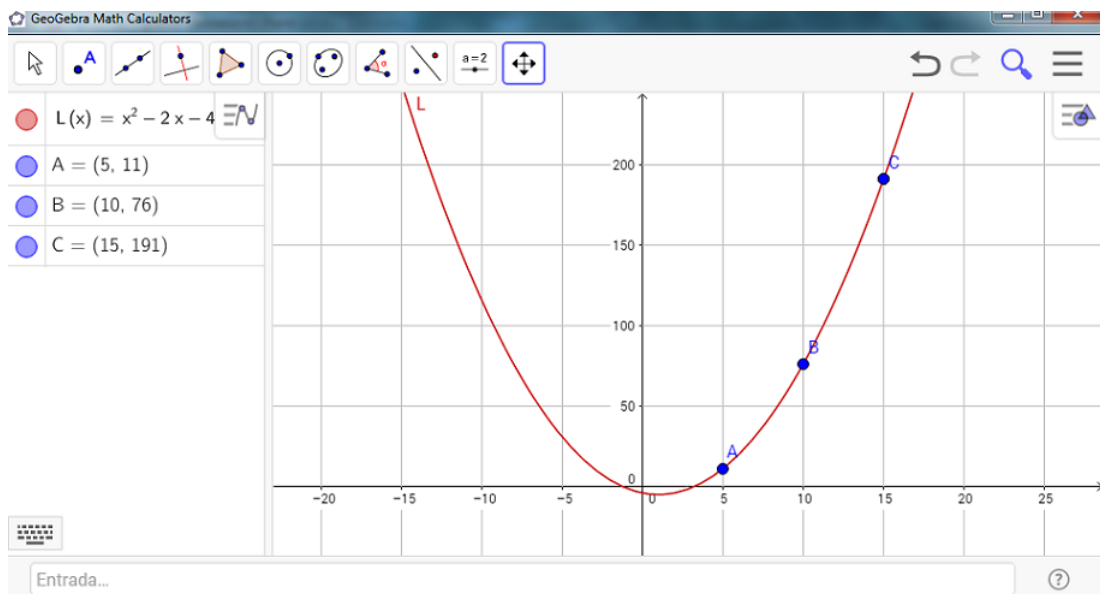 GeoGebra Math Calculators
A
α
a=2
L(x) = x² − 2 x − 4
A = (5, 11)
B = (10, 76)
C = (15, 191)
L
200
C
150
100
B
50
A
0
−20 −15 −10 −5 0 5 10 15 20 25
Entrada...
?